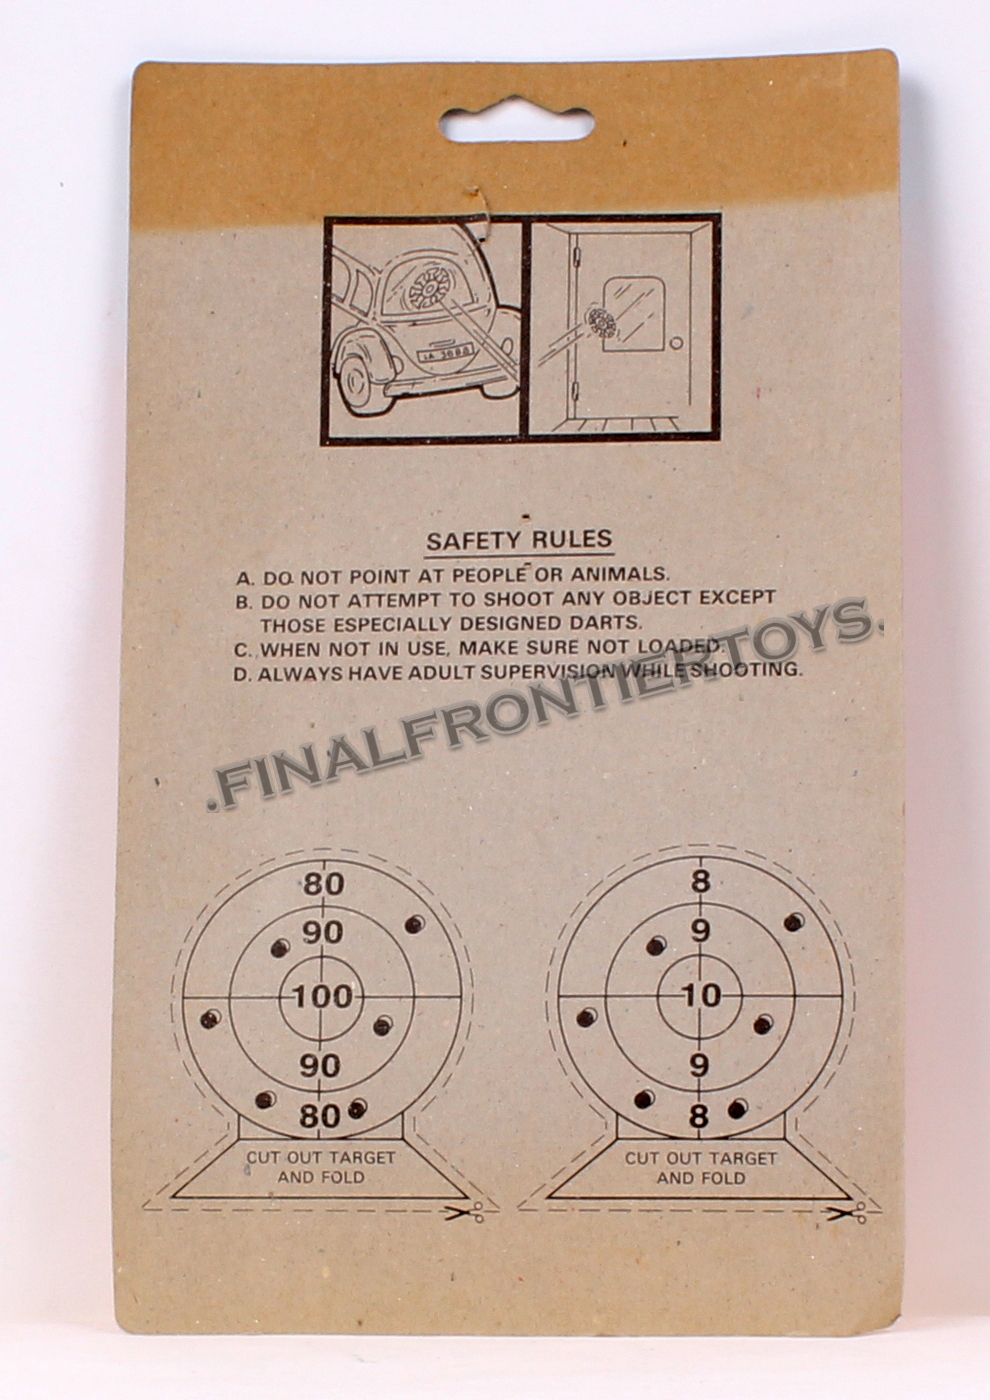 SAFETY RULES
A. DO NOT POINT AT PEOPLE OR ANIMALS.
B. DO NOT ATTEMPT TO SHOOT ANY OBJECT EXCEPT
THOSE ESPECIALLY DESIGNED DARTS.
C. WHEN NOT IN USE, MAKE SURE NOT LOADED.
D. ALWAYS HAVE ADULT SUPERVISION WHILE SHOOTING.
.FINALFRONTIERTOYS.
80
90
100
90
80
CUT OUT TARGET
AND FOLD
8
9
10
9
8
CUT OUT TARGET
AND FOLD